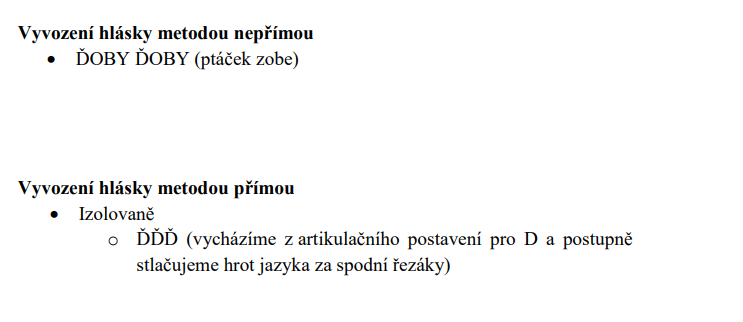 Vyvození hlásky metodou nepřímou
• ĎOBY ĎOBY (ptáček zobe)
Vyvození hlásky metodou přímou
• Izolovaně
o ĎĎĎ (vycházíme z artikulačního postavení pro D a postupně
stlačujeme hrot jazyka za spodní řezáky)